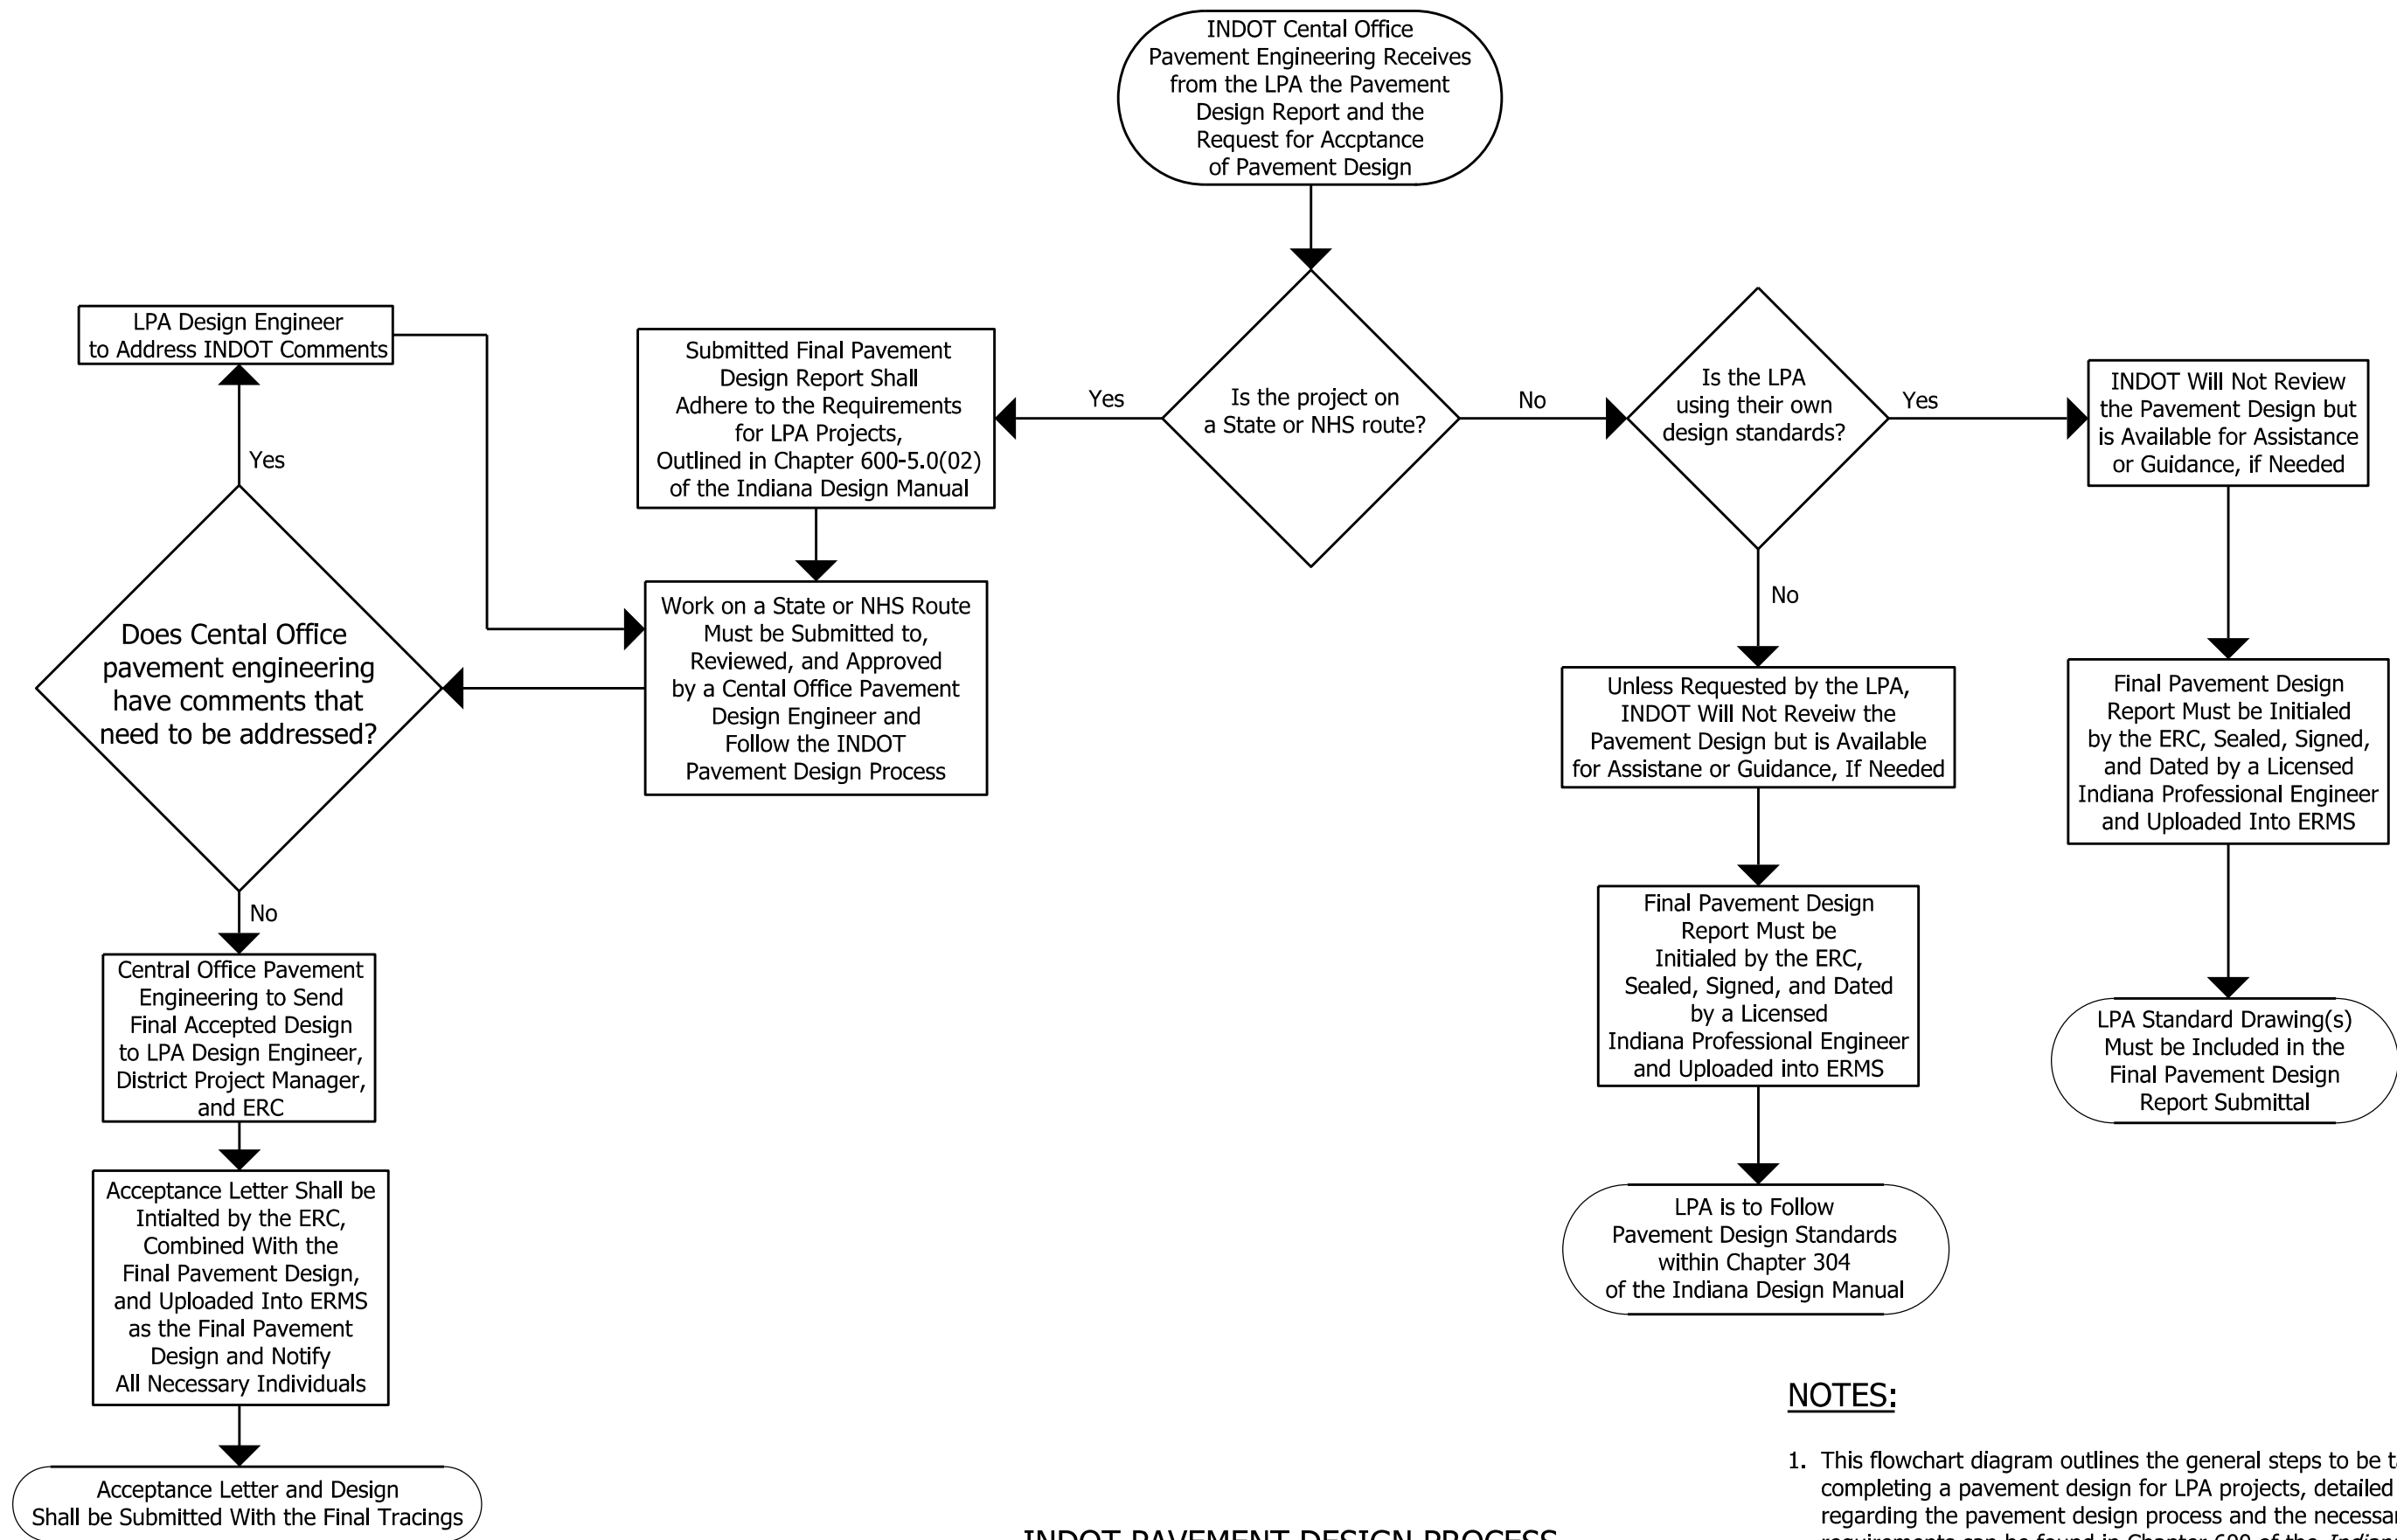 INDOT Cental Office
Pavement Engineering Receives
from the LPA the Pavement
Design Report and the
Request for Accptance
of Pavement Design
Is the project on
a State or NHS route?
Yes
No
Submitted Final Pavement
Design Report Shall
Adhere to the Requirements
for LPA Projects,
Outlined in Chapter 600-5.0(02)
of the Indiana Design Manual
Work on a State or NHS Route
Must be Submitted to,
Reviewed, and Approved
by a Cental Office Pavement
Design Engineer and
Follow the INDOT
Pavement Design Process
Does Cental Office
pavement engineering
have comments that
need to be addressed?
Yes
LPA Design Engineer
to Address INDOT Comments
No
Central Office Pavement
Engineering to Send
Final Accepted Design
to LPA Design Engineer,
District Project Manager,
and ERC
Acceptance Letter Shall be
Intialted by the ERC,
Combined With the
Final Pavement Design,
and Uploaded Into ERMS
as the Final Pavement
Design and Notify
All Necessary Individuals
Acceptance Letter and Design
Shall be Submitted With the Final Tracings
Is the LPA
using their own
design standards?
Yes
No
Unless Requested by the LPA,
INDOT Will Not Reveiw the
Pavement Design but is Available
for Assistane or Guidance, If Needed
Final Pavement Design
Report Must be
Initialed by the ERC,
Sealed, Signed, and Dated
by a Licensed
Indiana Professional Engineer
and Uploaded into ERMS
LPA is to Follow
Pavement Design Standards
within Chapter 304
of the Indiana Design Manual
INDOT Will Not Review
the Pavement Design but
is Available for Assistance
or Guidance, if Needed
Final Pavement Design
Report Must be Initialed
by the ERC, Sealed, Signed,
and Dated by a Licensed
Indiana Professional Engineer
and Uploaded Into ERMS
LPA Standard Drawing(s)
Must be Included in the
Final Pavement Design
Report Submittal
INDOT PAVEMENT DESIGN PROCESS
NOTES:
1. This flowchart diagram outlines the general steps to be
completing a pavement design for LPA projects, detailed
regarding the pavement design process and the
requirements can be found in Chapter 600 of the